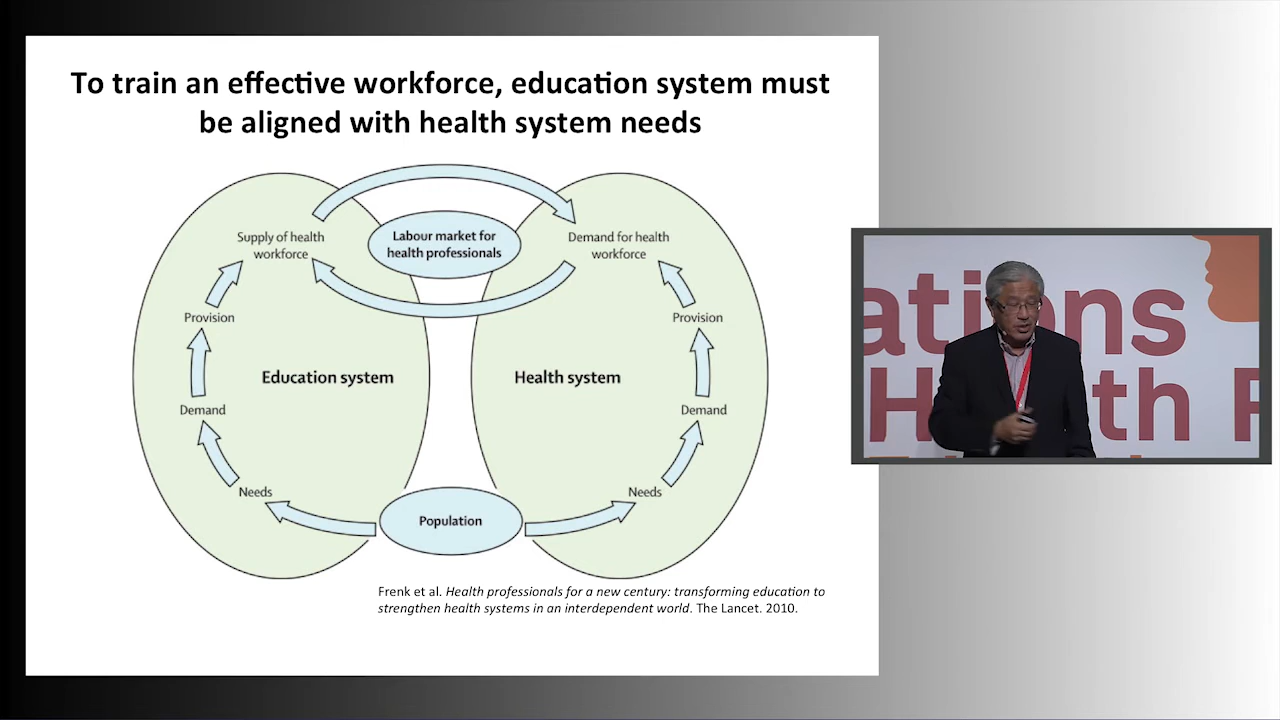 To train an effective workforce, education system must
be aligned with health system needs
Supply of health
workforce
Labour market for
health professionals
Demand for health
workforce
Provision
Provision
Education system
Health system
Demand
Demand
Needs
Needs
Population
Frenk et al. Health professionals for a new century: transforming education to
strengthen health systems in an interdependent world. The Lancet. 2010.
ations
H th